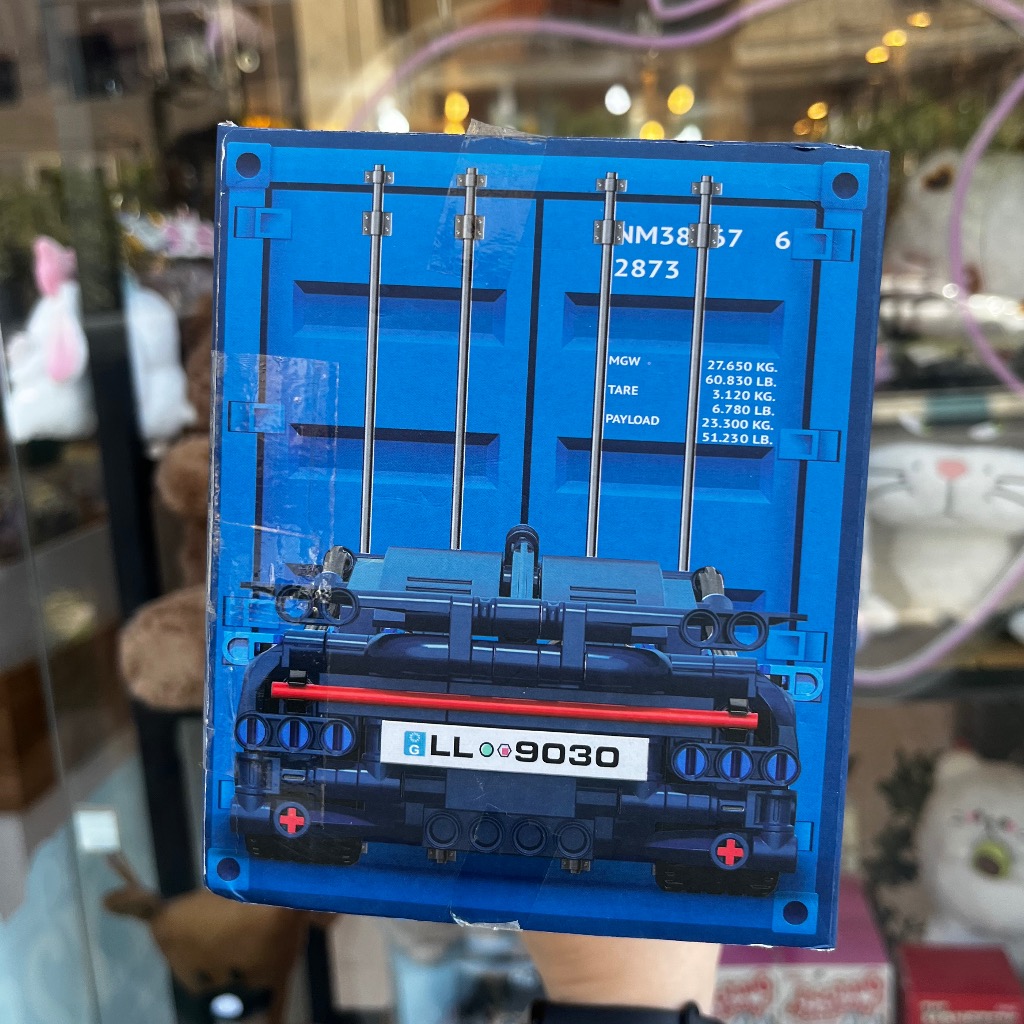 6
2873
MGW 27.650 KG.
60.830 LB.
TARE 3.120 KG.
6.780 LB.
PAYLOAD 23.300 KG.
51.230 LB.
G LL 9030